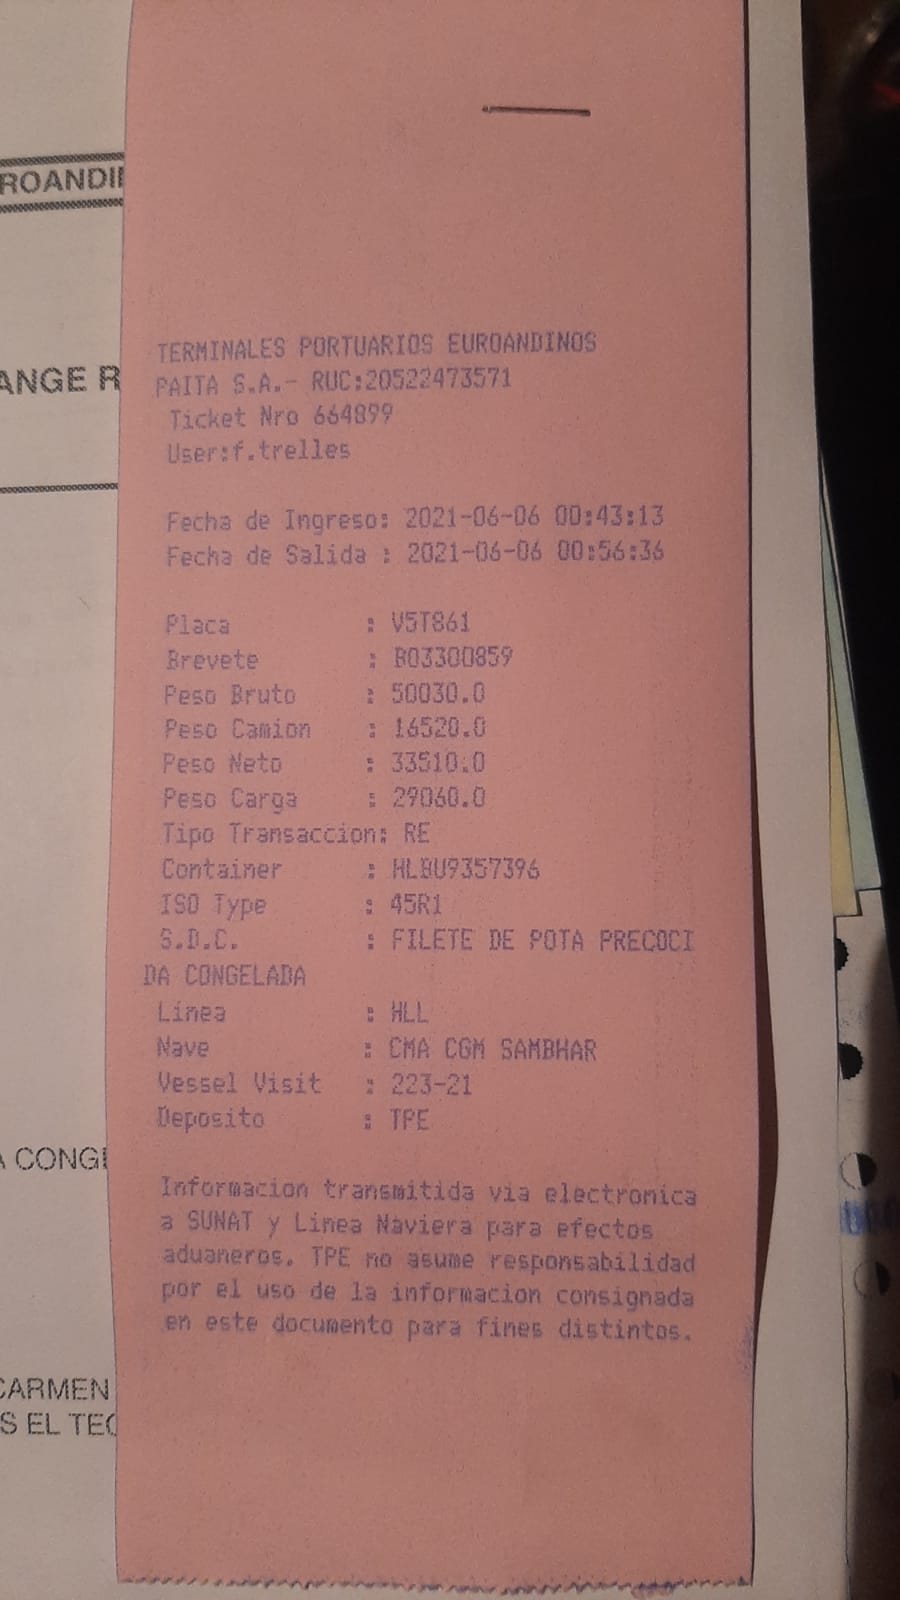 ROANDI
ANGE R
A CONGE
CARMEN
S EL TEC
TERMINALES PORTUARIOS EUROANDINOS
PAITA S.A.- RUC:20522473571
Ticket Nro 664899
User:f.trelles
Fecha de Ingreso: 2021-06-06 00:43:13
Fecha de Salida : 2021-06-06 00:56:36
Placa : V5T861
Brevete : B03300859
Peso Bruto : 50030.0
Peso Camion : 16520.0
Peso Neto : 33510.0
Peso Carga : 29060.0
Tipo Transaccion: RE
Container : HLBU9357396
ISO Type : 45R1
S.D.C. : FILETE DE POTA PRECOCI
DA CONGELADA
Linea : HLL
Nave : CMA CGM SAMBHAR
Vessel Visit : 223-21
Deposito : TPE
Informacion transmitida via electronica
a SUNAT y Linea Naviera para efectos
aduaneros. TPE no asume responsabilidad
por el uso de la informacion consignada
en este documento para fines distintos.